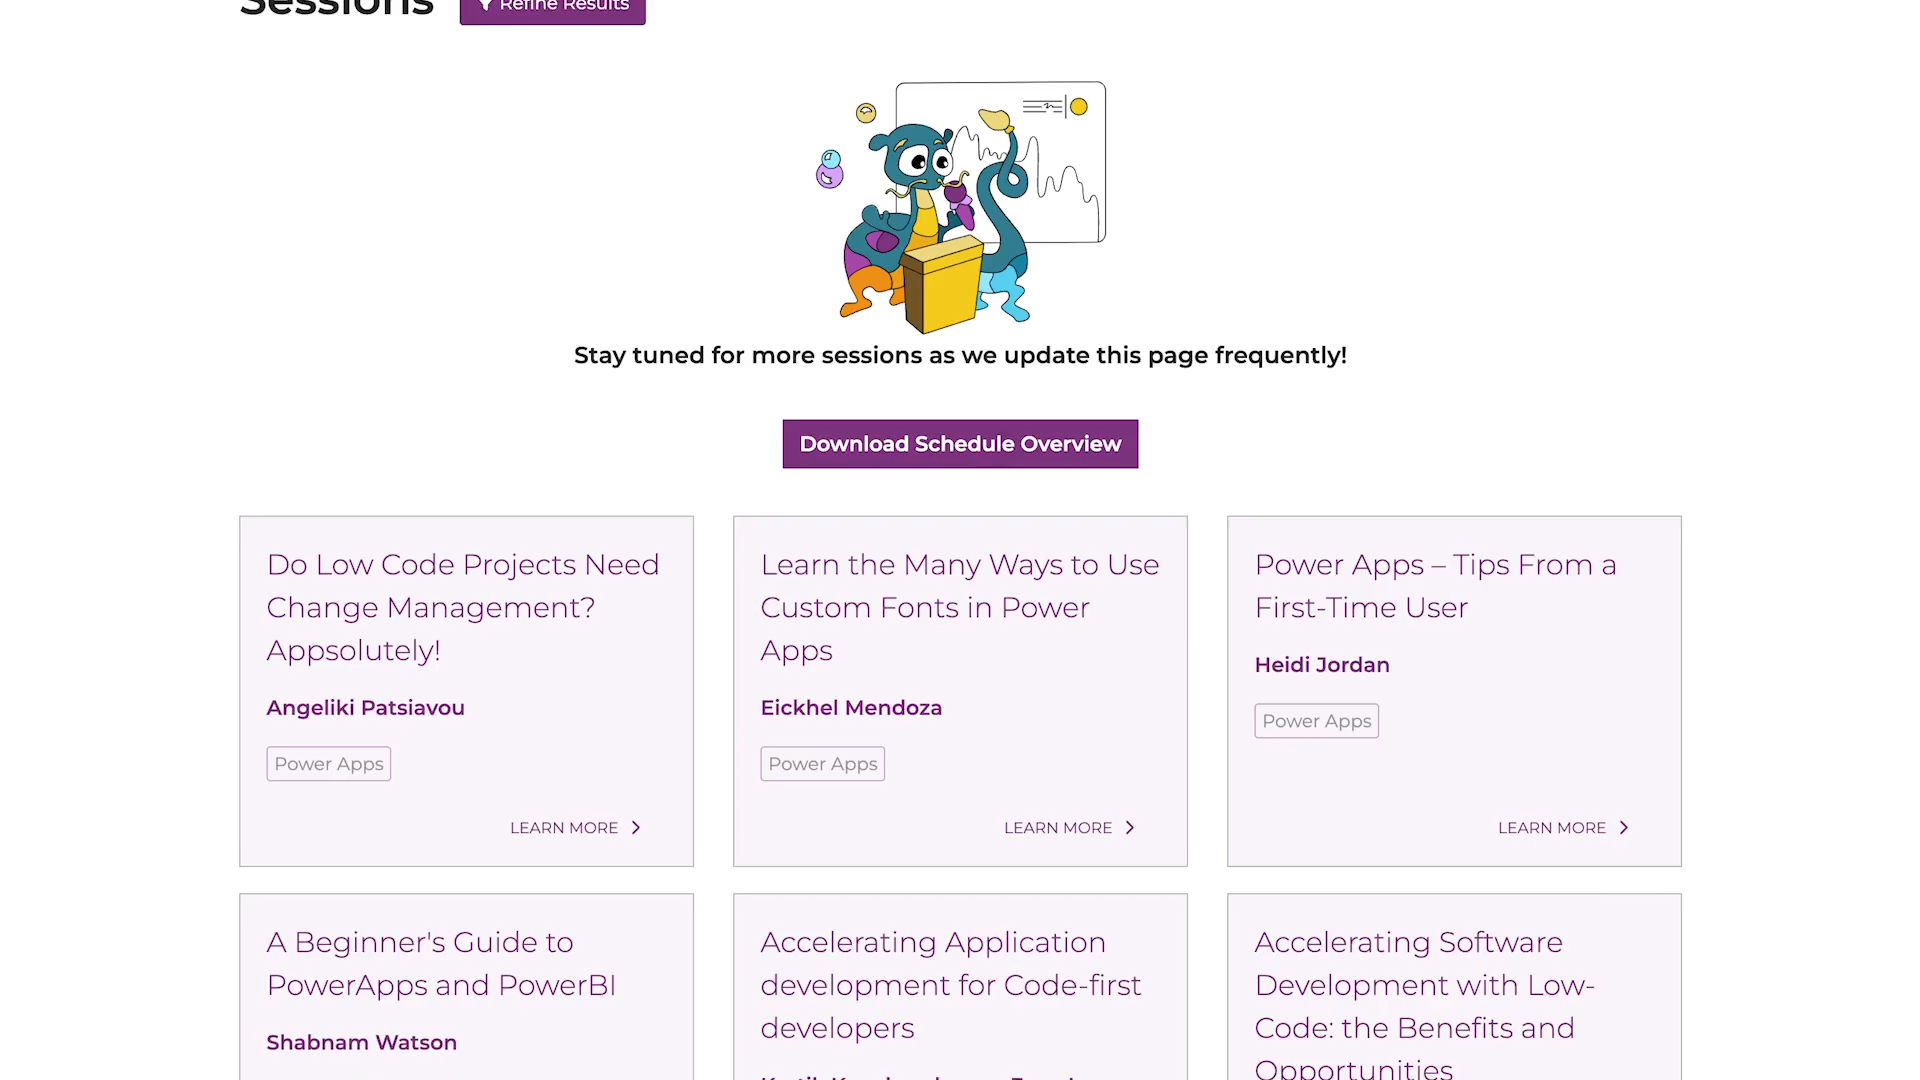 Sessions
Refine Results
Stay tuned for more sessions as we update this page frequently!
Download Schedule Overview
Do Low Code Projects Need
Change Management?
Appsolutely!
Angeliki Patsiavou
Power Apps
LEARN MORE
Learn the Many Ways to Use
Custom Fonts in Power
Apps
Eickhel Mendoza
Power Apps
LEARN MORE
Power Apps – Tips From a
First-Time User
Heidi Jordan
Power Apps
LEARN MORE
A Beginner's Guide to
PowerApps and PowerBI
Shabnam Watson
Accelerating Application
development for Code-first
developers
Accelerating Software
Development with Low-
Code: the Benefits and
Opportunities